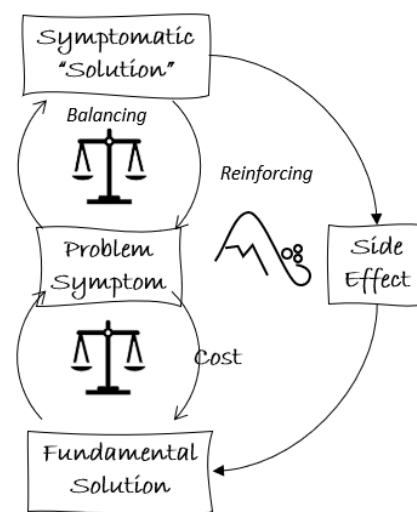 Symptomatic
"Solution"
Balancing
Reinforcing
Problem
Symptom
Side
Effect
Cost
Fundamental
Solution